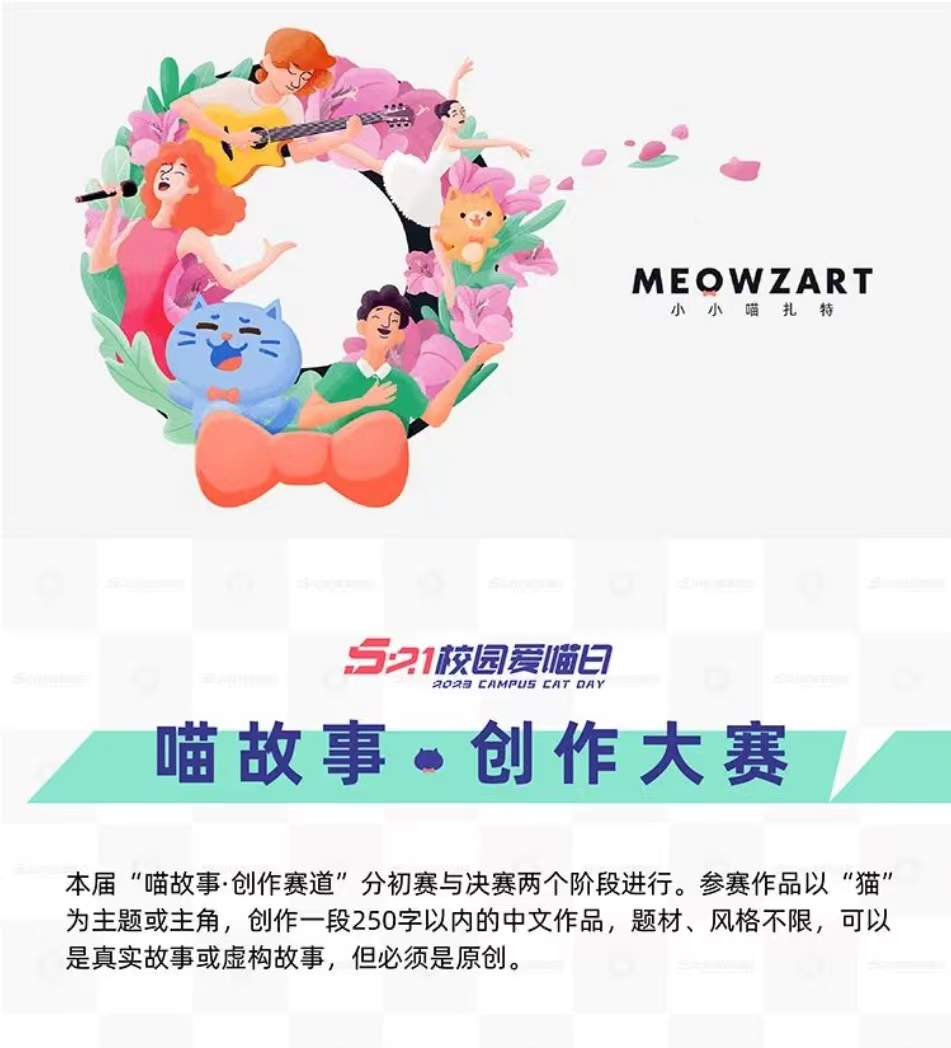 MEOWZART
小小喵扎特
5·21校园爱喵日
2023 CAMPUS CAT DAY
喵故事·创作大赛
本届“喵故事·创作赛道”分初赛与决赛两个阶段进行。参赛作品以“猫”
为主题或主角，创作一段250字以内的中文作品，题材、风格不限，可以
是真实故事或虚构故事，但必须是原创。